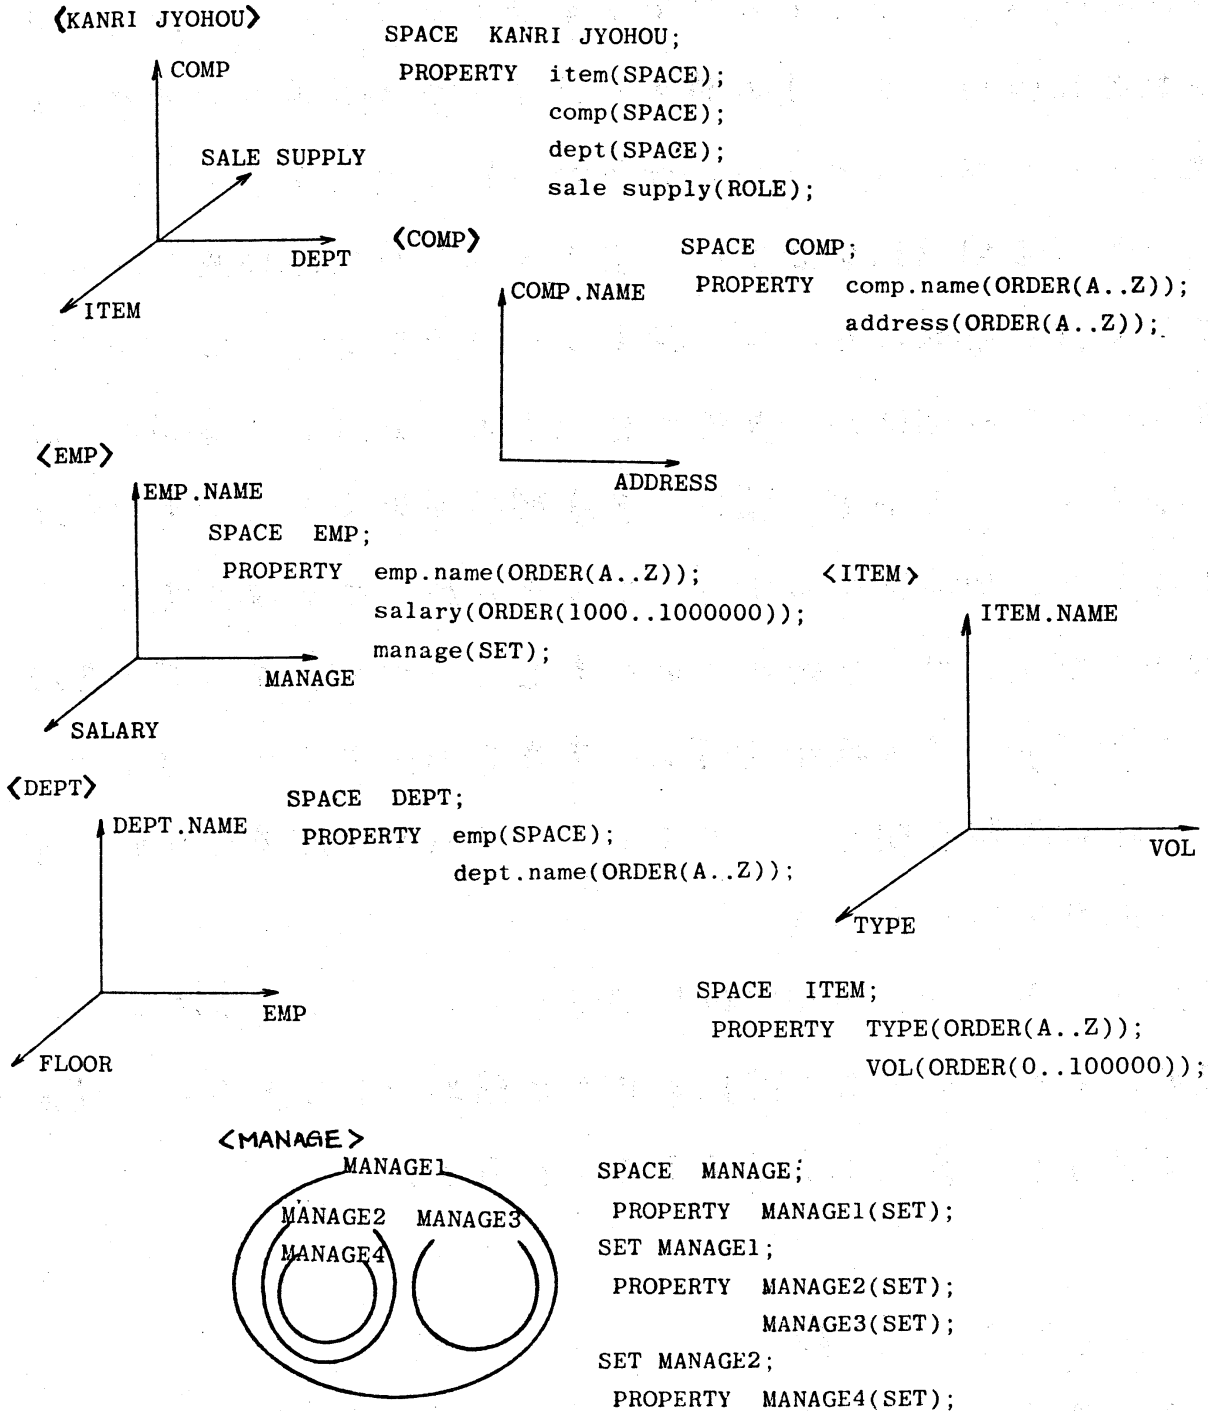 <KANRI JYOHOU>
SPACE KANRI JYOHOU;
PROPERTY item(SPACE);
comp(SPACE);
dept(SPACE);
sale supply(ROLE);
COMP
SALE SUPPLY
DEPT
ITEM
<COMP>
SPACE COMP;
PROPERTY comp.name(ORDER(A..Z));
address(ORDER(A..Z));
COMP.NAME
ADDRESS
<EMP>
EMP.NAME
SPACE EMP;
PROPERTY emp.name(ORDER(A..Z));
salary(ORDER(1000..1000000));
manage(SET);
MANAGE
SALARY
<ITEM>
ITEM.NAME
VOL
TYPE
SPACE ITEM;
PROPERTY TYPE(ORDER(A..Z));
VOL(ORDER(0..100000));
<DEPT>
DEPT.NAME
SPACE DEPT;
PROPERTY emp(SPACE);
dept.name(ORDER(A..Z));
EMP
FLOOR
<MANAGE>
MANAGE1
MANAGE2 MANAGE3
MANAGE4
SPACE MANAGE;
PROPERTY MANAGE1(SET);
SET MANAGE1;
PROPERTY MANAGE2(SET);
MANAGE3(SET);
SET MANAGE2;
PROPERTY MANAGE4(SET);